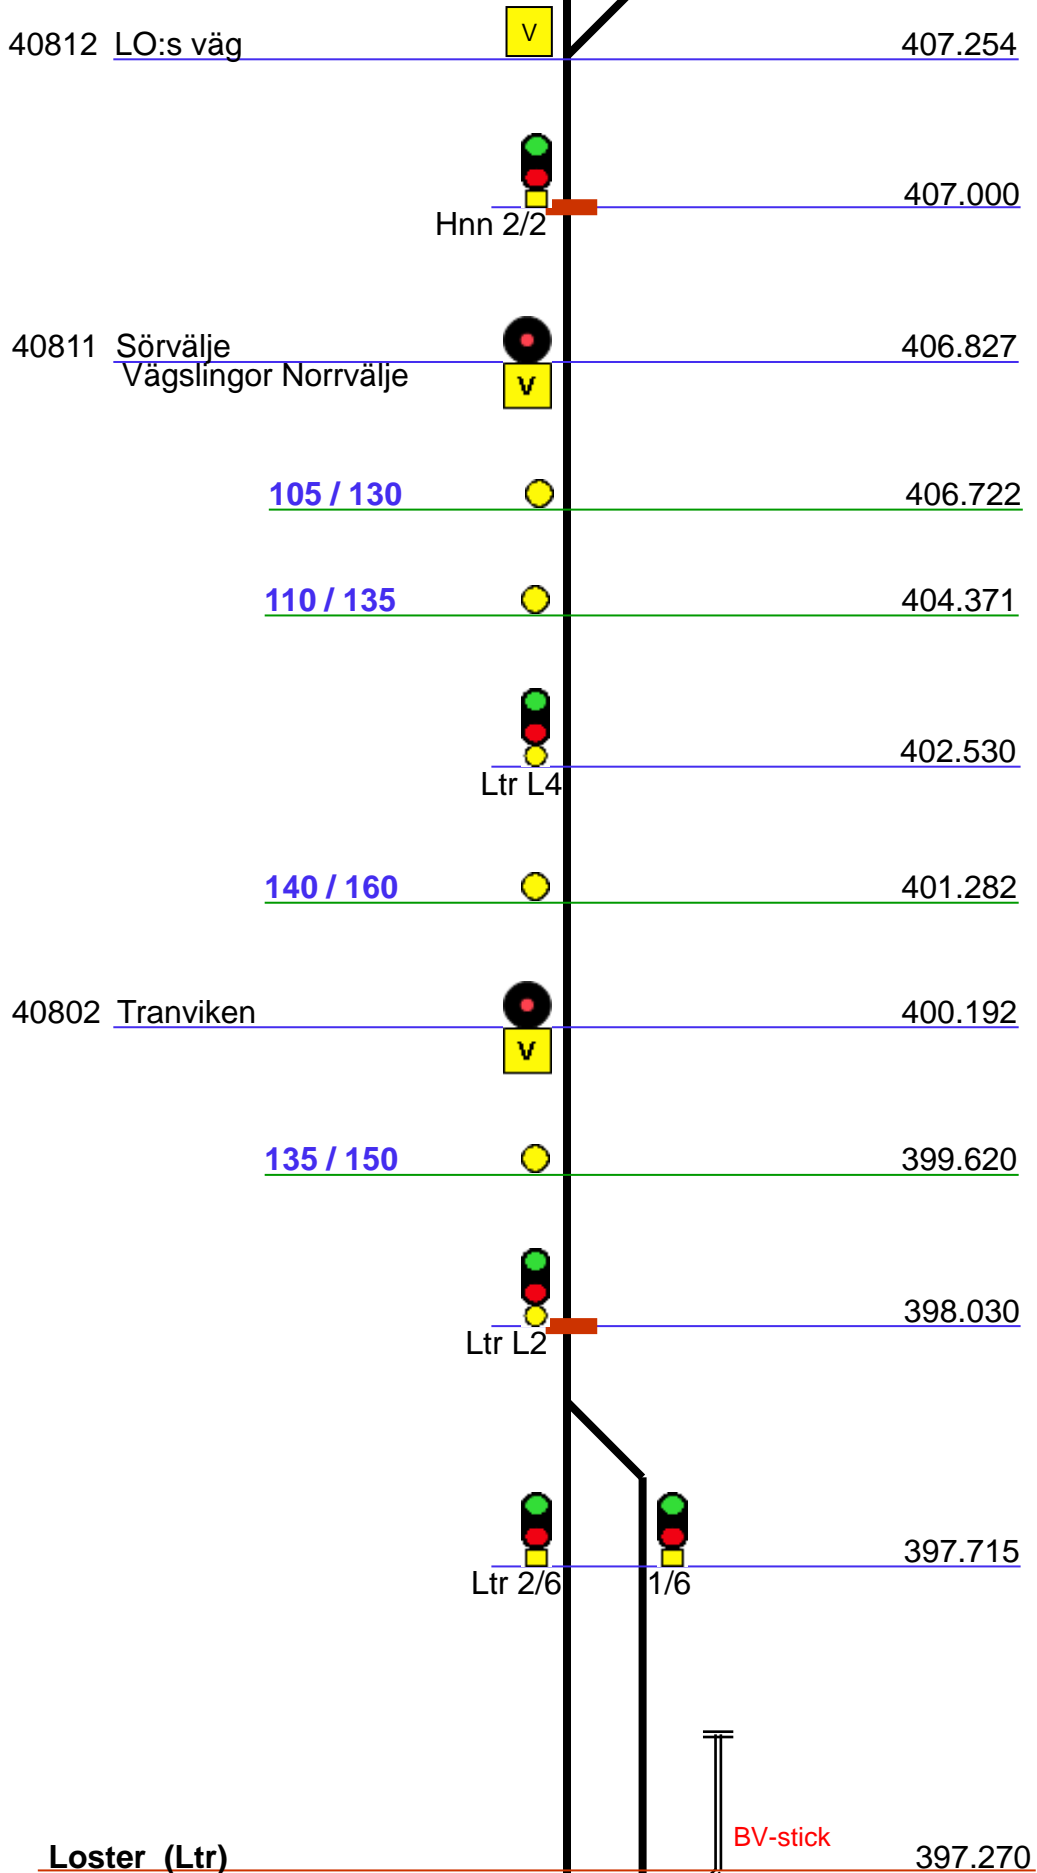 40812 LO:s väg V 407.254
407.000
Hnn 2/2
40811 Sörvälje 406.827
Vägslingor Norrvälje V
105 / 130 406.722
110 / 135 404.371
402.530
Ltr L4
140 / 160 401.282
40802 Tranviken 400.192
V
135 / 150 399.620
398.030
Ltr L2
397.715
Ltr 2/6 1/6
BV-stick
Loster (Ltr) 397.270